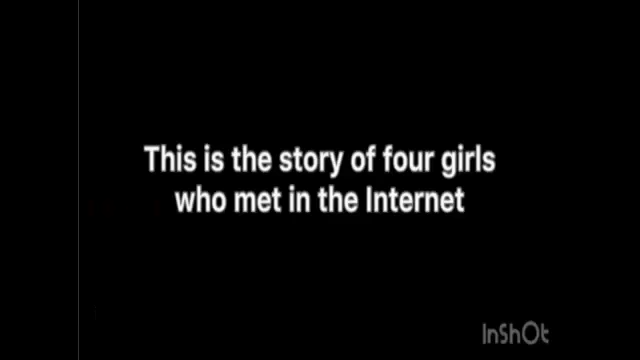 This is the story of four girls
who met in the Internet
InShOt